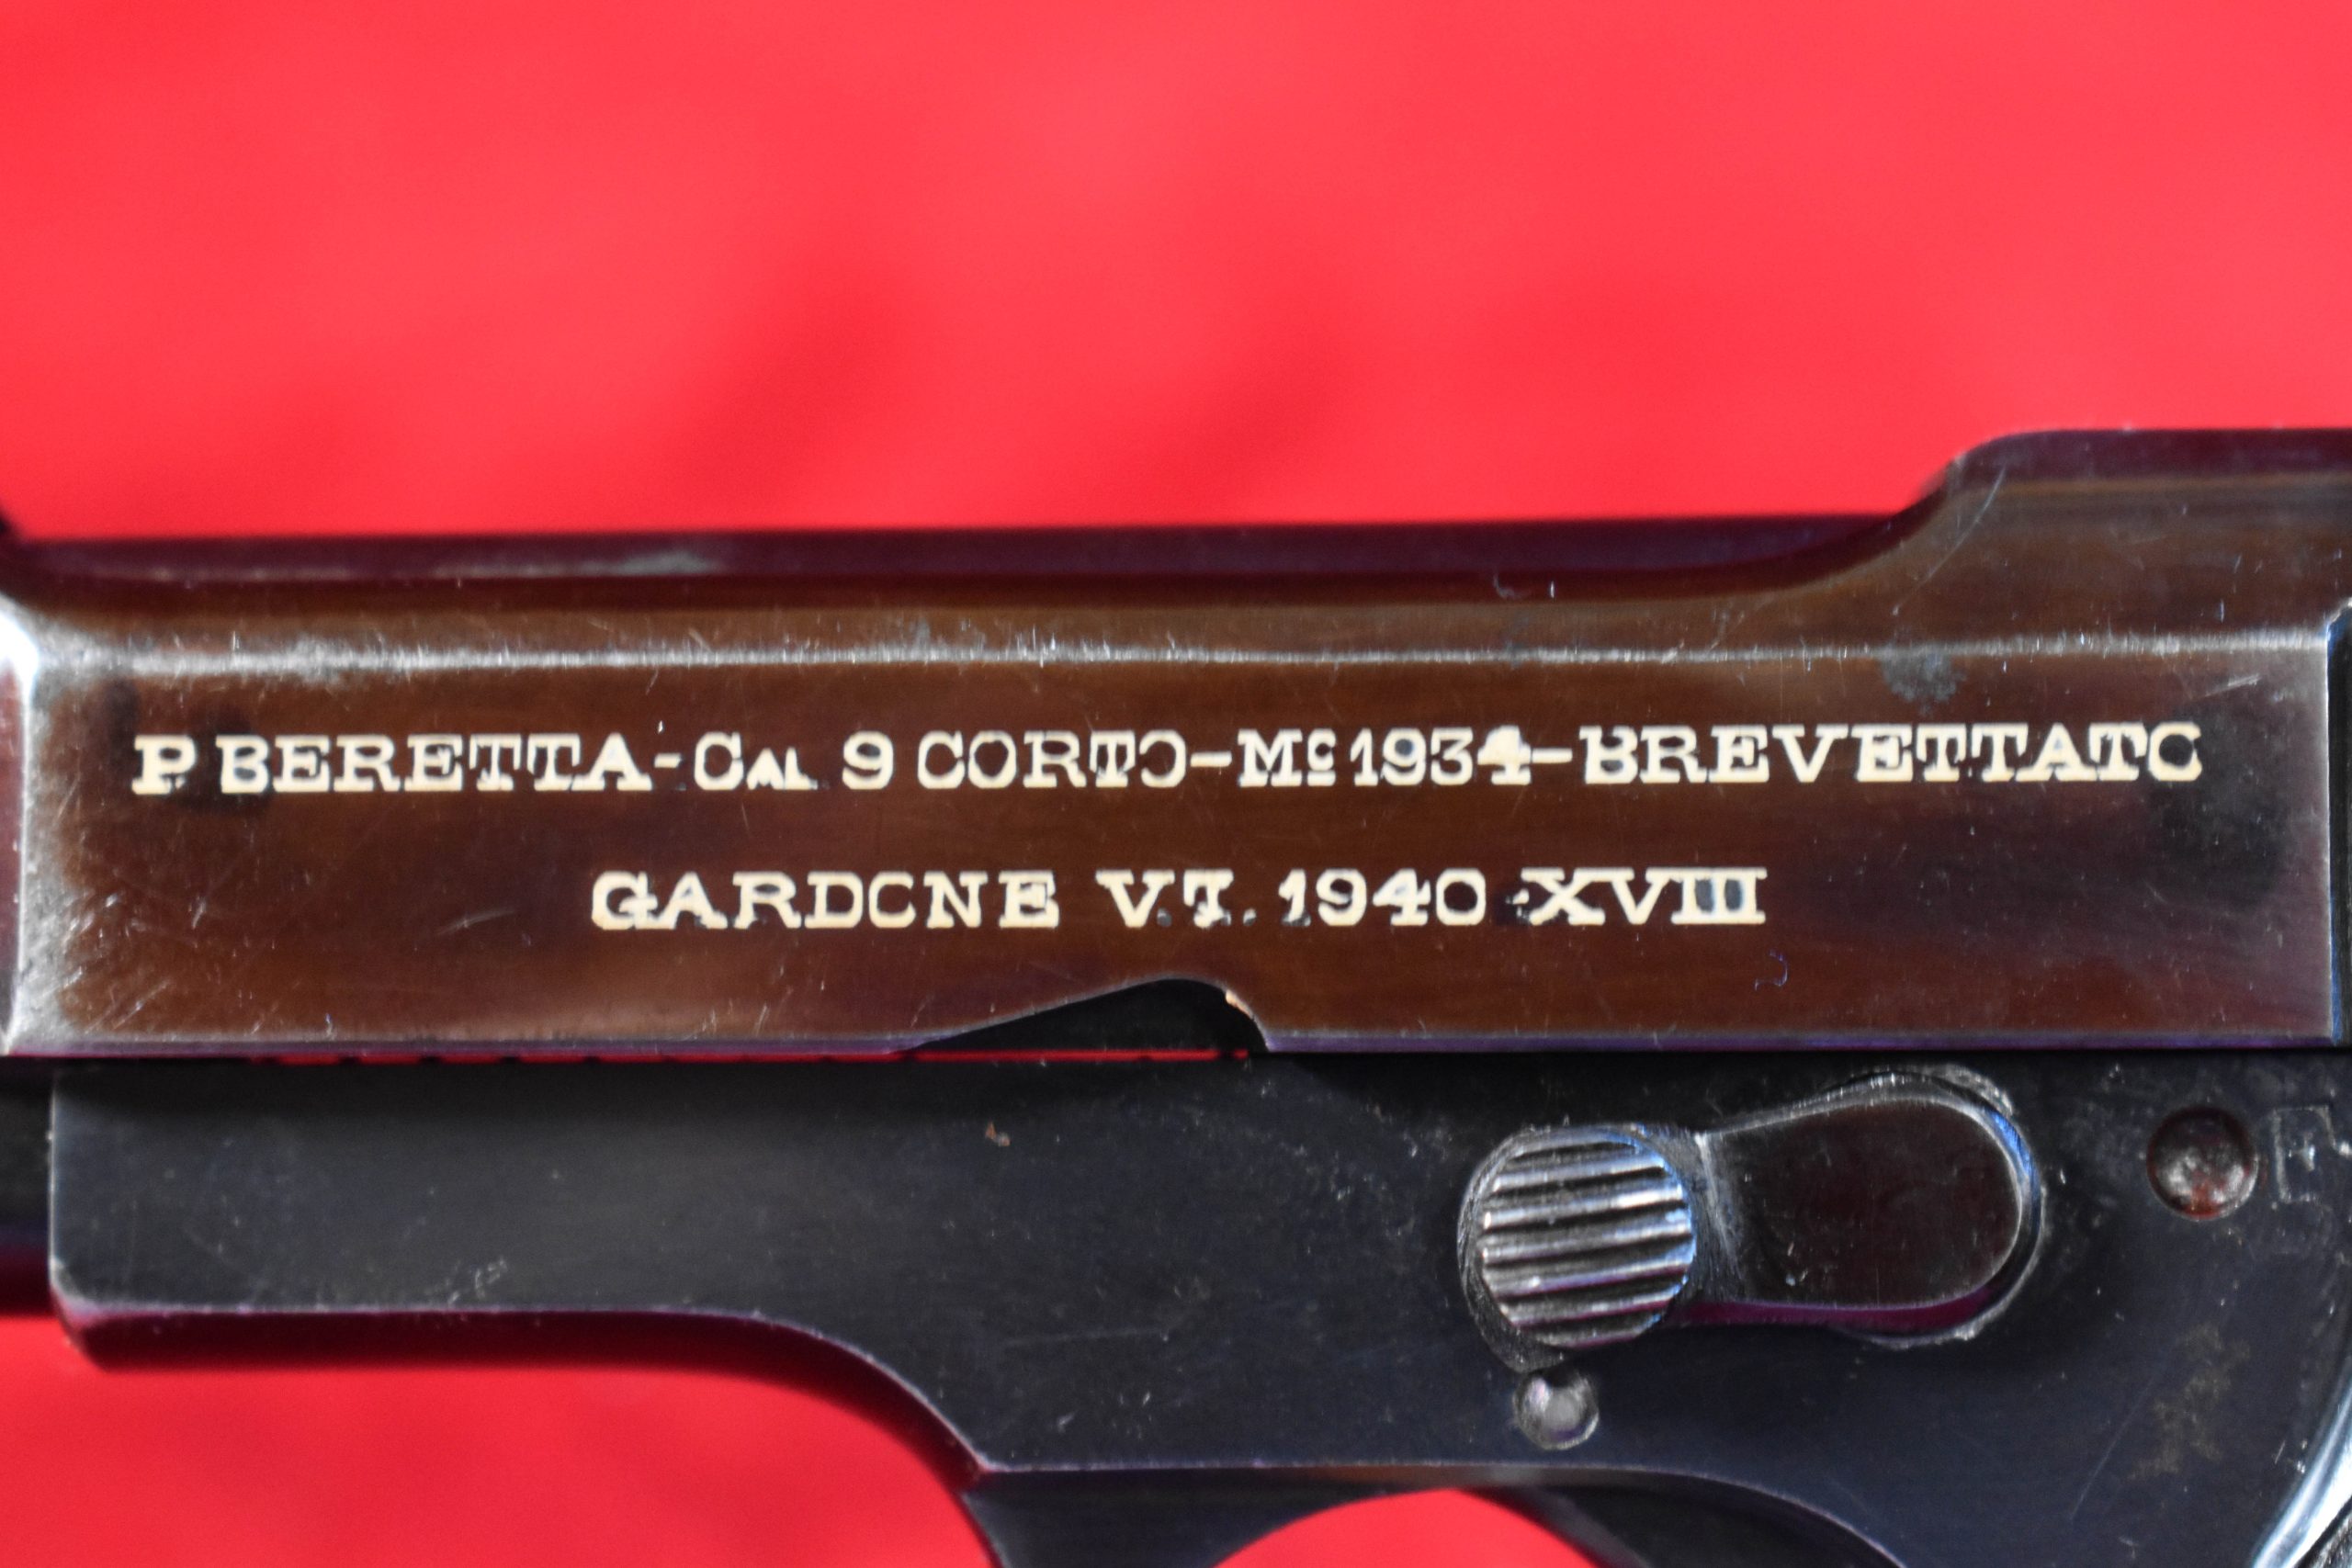 P. BERETTA-CAL. 9 CORTO-Mo 1934-BREVETTATO
GARDONE V.T. 1940-XVIII